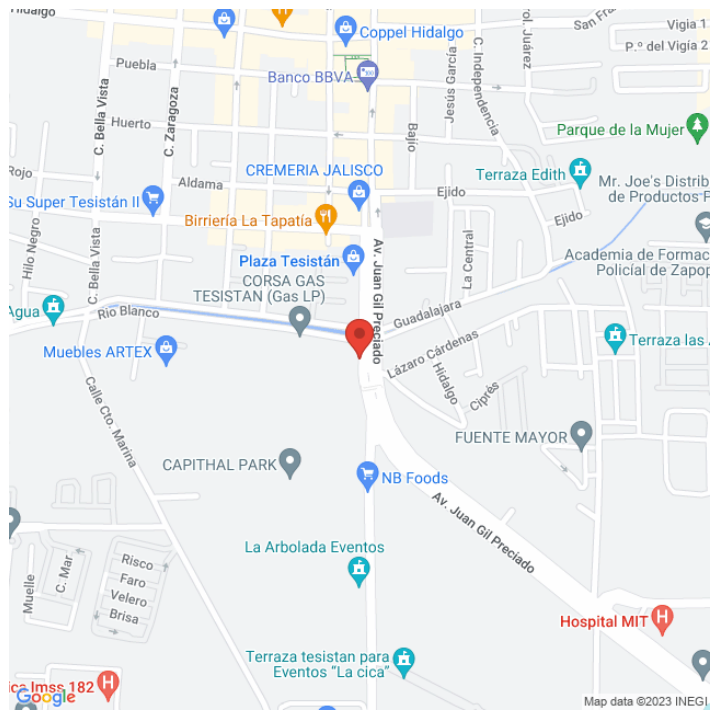 Hidalgo
Coppel Hidalgo
San Fra
Vigia 1
P.º del Vigía 2
rol. Juárez
C. Independencia
Puebla
Banco BBVA
Jesús García
C. Bella Vista
C. Zaragoza
Huerto
Bajío
Parque de la Mujer
Rojo
Aldama
CREMERIA JALISCO
Ejido
Terraza Edith
Mr. Joe's Distrib
de Productos P
Su Super Tesistán II
Birriería La Tapatía
Ejido
Hilo Negro
C. Bella Vista
Plaza Tesistán
Av. Juan Gil Preciado
La Central
Academia de Formac
Policíal de Zapop
CORSA GAS
TESISTAN (Gas LP)
Agua
Rio Blanco
Guadalajara
Muebles ARTEX
Lázaro Cárdenas
Terraza las A
Hidalgo
Ciprés
Calle Cto. Marina
FUENTE MAYOR
CAPITHAL PARK
NB Foods
Av. Juan Gil Preciado
La Arbolada Eventos
Muelle
C. Mar
Risco
Faro
Velero
Brisa
Hospital MIT
Terraza tesistan para
Eventos “La cica”
ica Imss 182
Google
Map data ©2023 INEGI